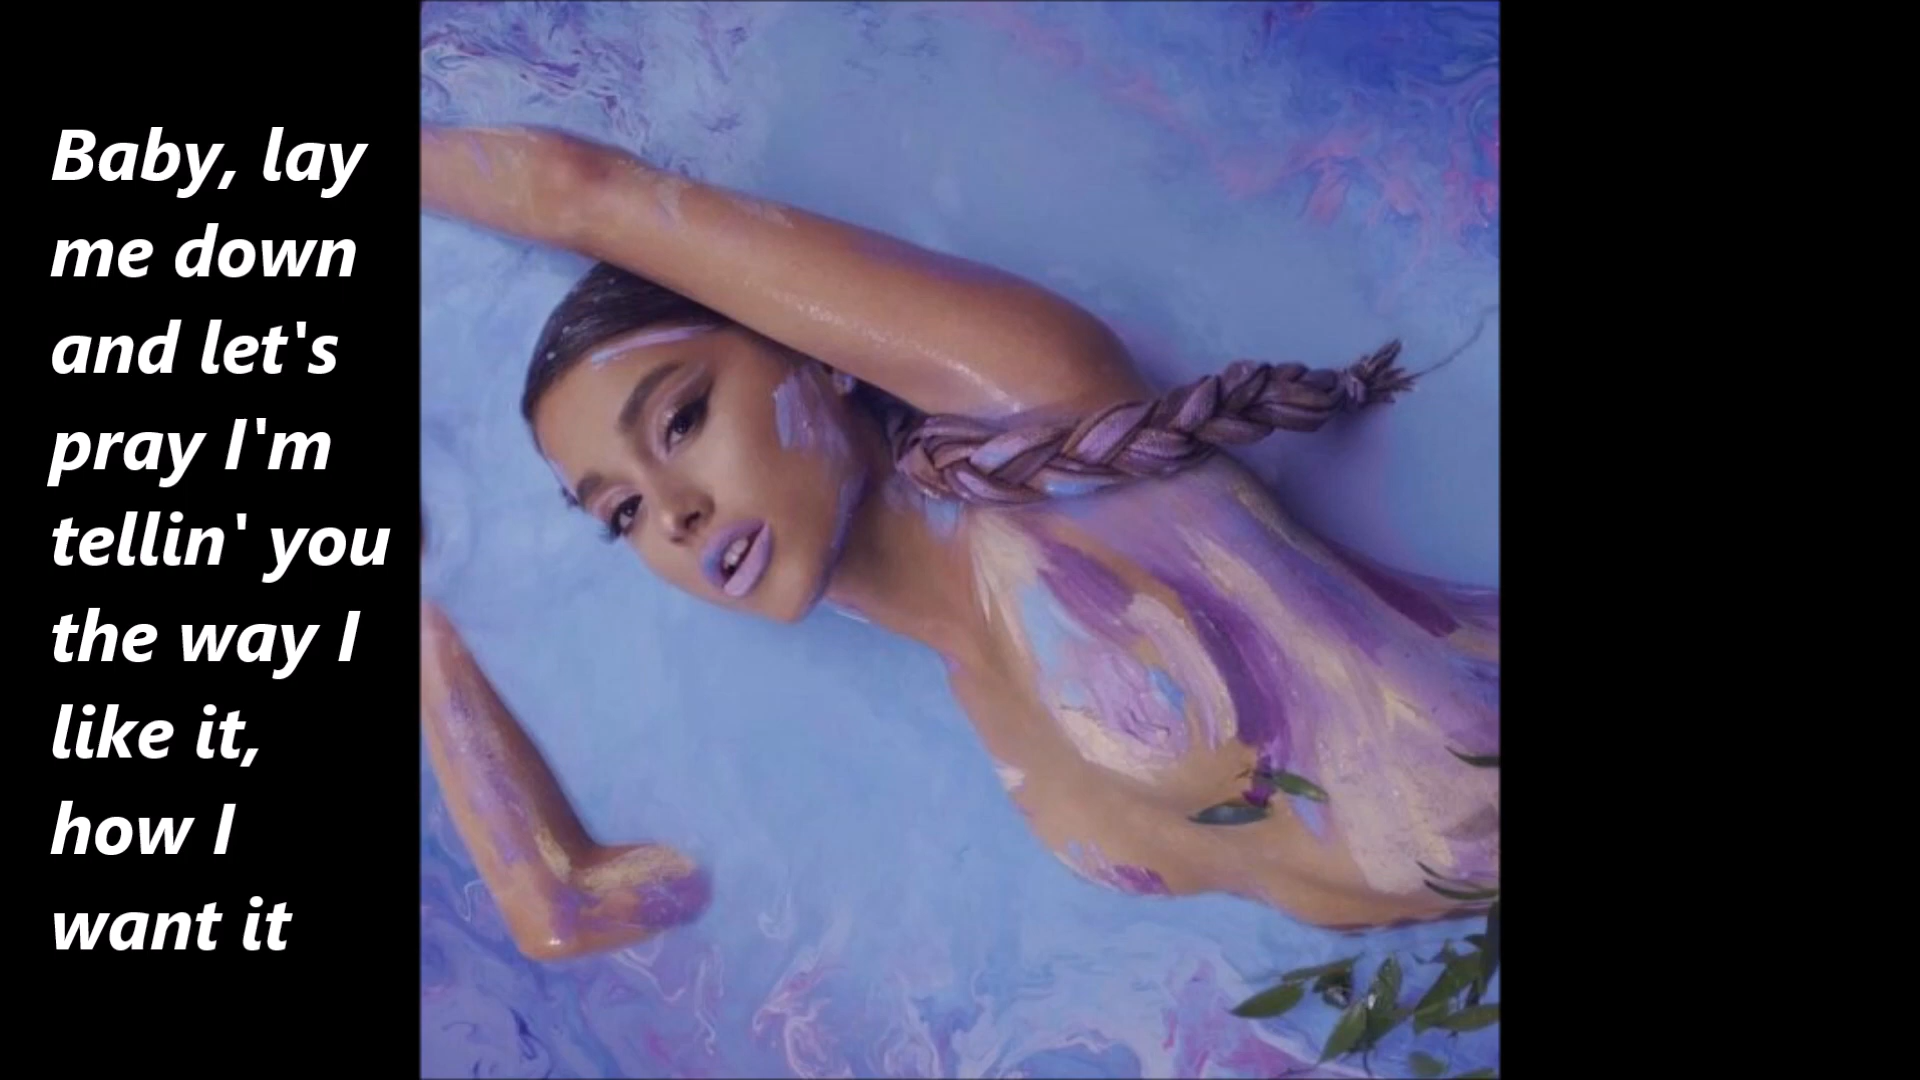 Baby, lay
me down
and let's
pray I'm
tellin' you
the way I
like it,
how I
want it